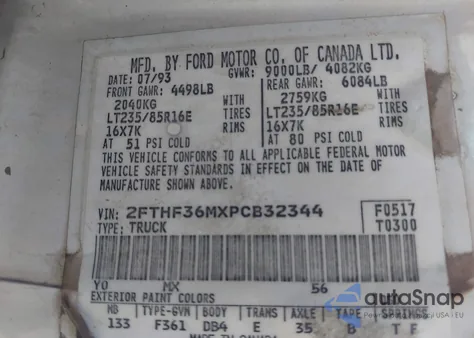 MFD. BY FORD MOTOR CO. OF CANADA LTD.
DATE: 07/93 GVWR: 9000LB/ 4082KG
FRONT GAWR: 4498LB REAR GAWR: 6084LB
2040KG WITH 2759KG WITH
LT235/85R16E TIRES LT235/85R16E TIRES
16X7K RIMS 16X7K RIMS
AT 51 PSI COLD AT 80 PSI COLD
THIS VEHICLE CONFORMS TO ALL APPLICABLE FEDERAL MOTOR
VEHICLE SAFETY STANDARDS IN EFFECT ON THE DATE OF
MANUFACTURE SHOWN ABOVE.
VIN: 2FTHF36MXPCB32344 F0517
TYPE: TRUCK T0300
YO MX 56
EXTERIOR PAINT COLORS
WB TYPE-GVW BODY TRANS AXLE TAPE SPRINGS
133 F361 DB4 E 35 B T F
MADE IN CANADA
autoSnap